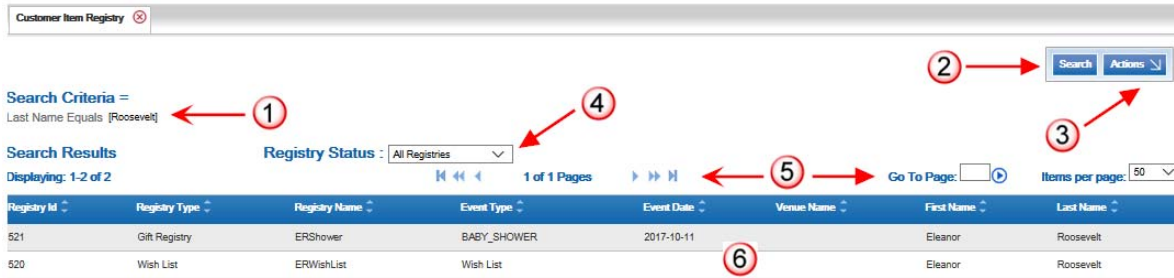 Customer Item Registry
2
Search Actions
Search Criteria =
Last Name Equals [Roosevelt]
1
4
3
Search Results Registry Status : All Registries
Displaying: 1-2 of 2 1 of 1 Pages 5 Go To Page: Items per page: 50
Registry Id Registry Type Registry Name Event Type Event Date Venue Name First Name Last Name
521 Gift Registry ERShower BABY_SHOWER 2017-10-11 Eleanor Roosevelt
520 Wish List ERWishList Wish List 6 Eleanor Roosevelt